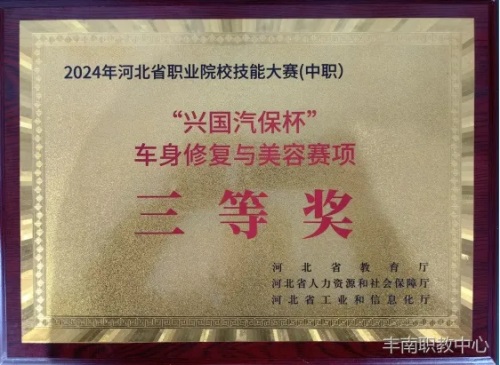 2024年河北省职业院校技能大赛(中职)
“兴国汽保杯”
车身修复与美容赛项
三等奖
河北省教育厅
河北省人力资源和社会保障厅
河北省工业和信息化厅
丰南职教中心